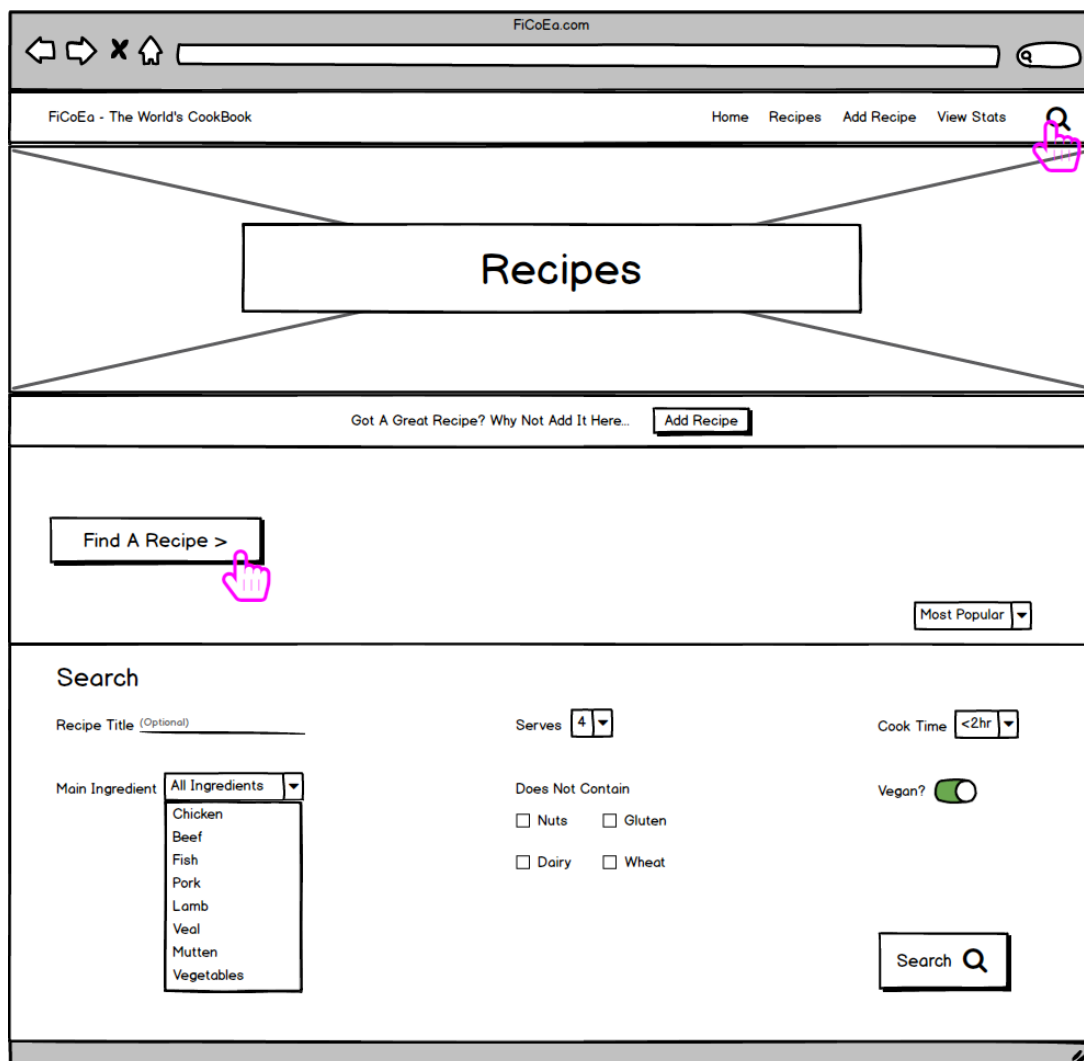 FiCoEa.com
FiCoEa - The World's CookBook Home Recipes Add Recipe View Stats
Recipes
Got A Great Recipe? Why Not Add It Here... Add Recipe
Find A Recipe >
Most Popular
Search
Recipe Title (Optional) Serves 4 Cook Time <2hr
Main Ingredient All Ingredients Does Not Contain Vegan?
Chicken Nuts Gluten
Beef
Fish Dairy Wheat
Pork
Lamb
Veal
Mutten
Vegetables
Search